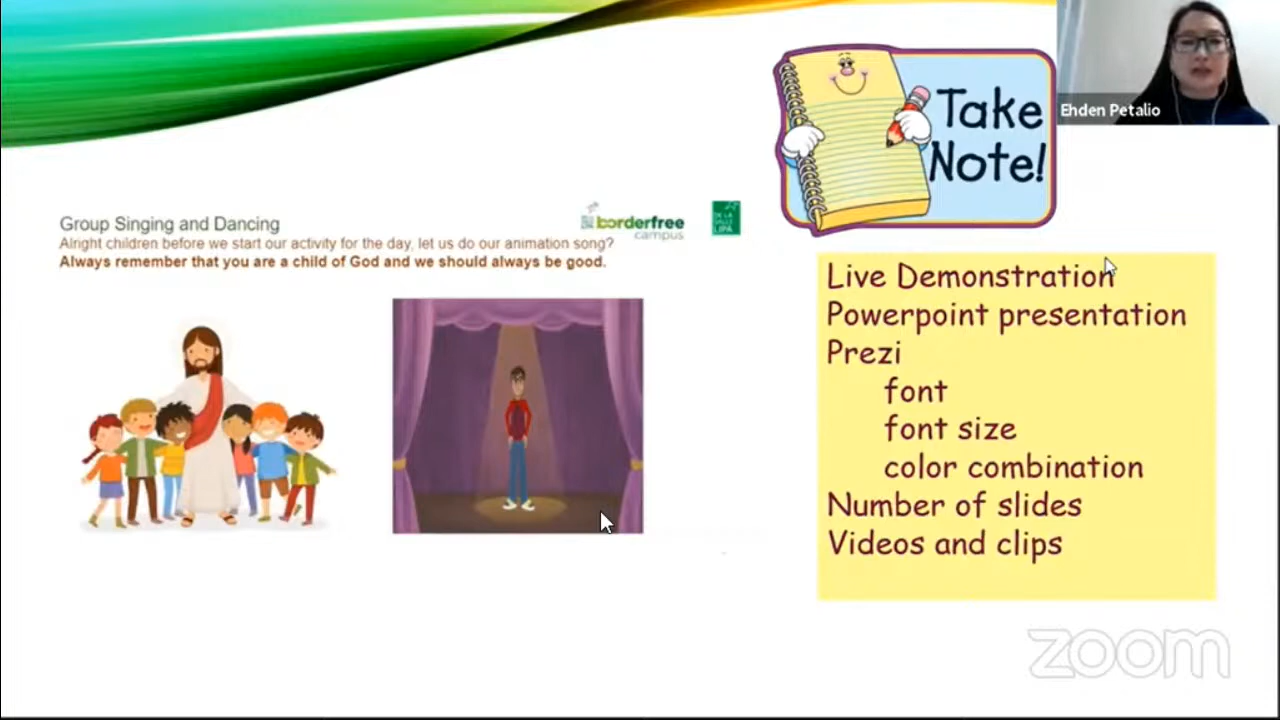 Take
Note!
Ehden Petalio
Group Singing and Dancing
borderfree
campus
DE LA
SALLE
LIPA
Alright children before we start our activity for the day, let us do our animation song?
Always remember that you are a child of God and we should always be good.
Live Demonstration
Powerpoint presentation
Prezi
font
font size
color combination
Number of slides
Videos and clips
zoom